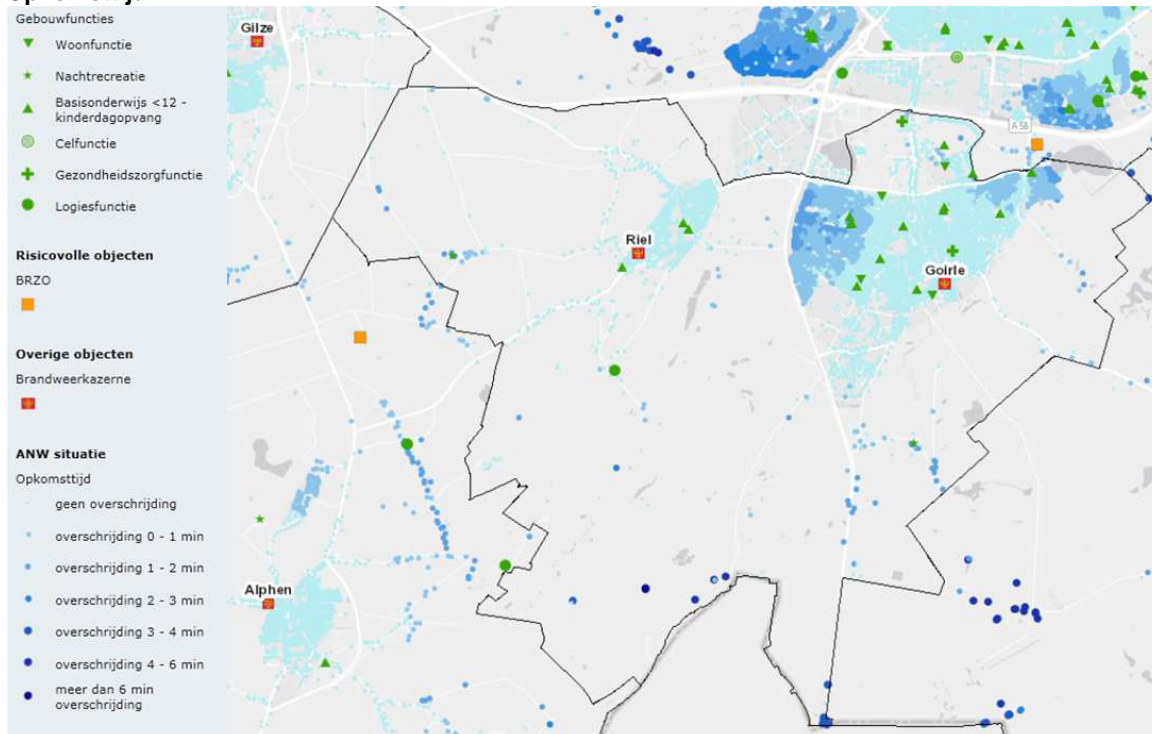 Gebouwfuncties
Woonfunctie
Nachtrecreatie
Basisonderwijs <12 -
kinderdagopvang
Celfunctie
Gezondheidszorgfunctie
Logiesfunctie
Risicovolle objecten
BRZO
Overige objecten
Brandweerkazerne
ANW situatie
Opkomsttijd
geen overschrijding
overschrijding 0 - 1 min
overschrijding 1 - 2 min
overschrijding 2 - 3 min
overschrijding 3 - 4 min
overschrijding 4 - 6 min
meer dan 6 min
overschrijding
Gilze
A 58
Riel
Goirle
Alphen